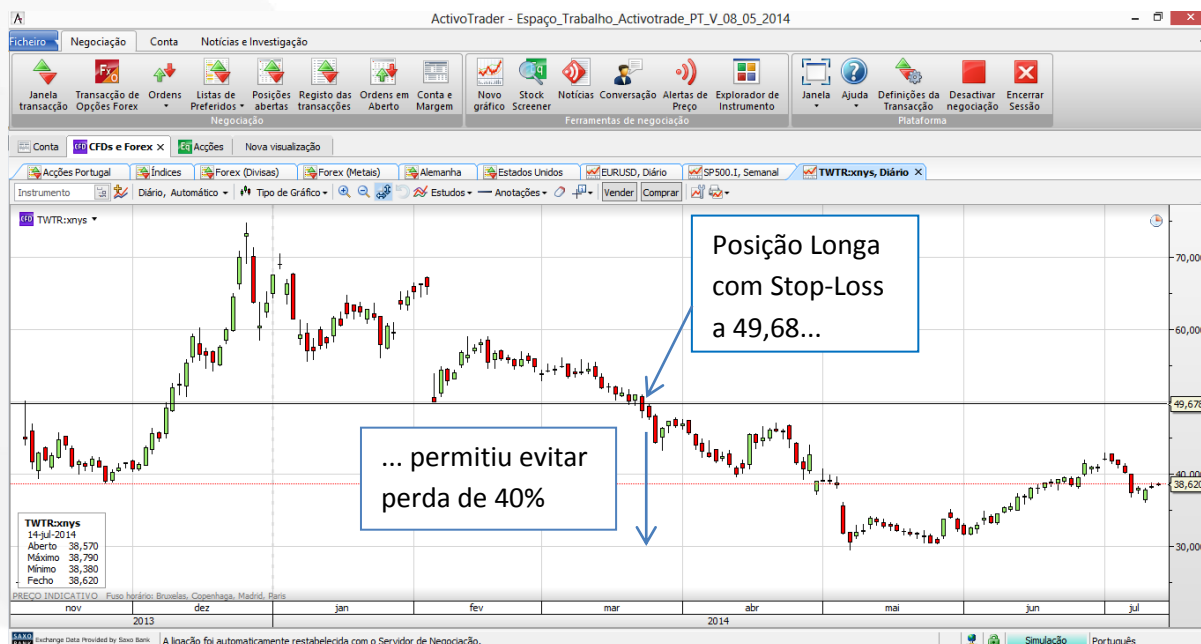 ActivoTrader - Espaço_Trabalho_Activotrade_PT_V_08_05_2014
Ficheiro Negociação Conta Notícias e Investigação
Janela transacção
Transacção de Opções Forex
Ordens
Listas de Preferidos
Posições abertas
Registo das transacções
Ordens em Aberto
Conta e Margem
Novo gráfico
Stock Screener
Notícias
Conversação
Alertas de Preço
Explorador de Instrumento
Janela
Ajuda
Definições da Transacção
Desactivar negociação
Encerrar Sessão
Negociação
Ferramentas de negociação
Plataforma
Conta CFD CFDs e Forex Eq Acções Nova visualização
Acções Portugal Índices Forex (Divisas) Forex (Metais) Alemanha Estados Unidos EURUSD, Diário SP500.I, Semanal TWTR:xnys, Diário
Instrumento Diário, Automático Tipo de Gráfico Estudos Anotações Vender Comprar
CFD TWTR:xnys
Posição Longa
com Stop-Loss
a 49,68...
70,000
60,000
49,678
... permitiu evitar
perda de 40%
40,000
38,620
30,000
TWTR:xnys
14-jul-2014
Aberto 38,570
Máximo 38,790
Mínimo 38,380
Fecho 38,620
PREÇO INDICATIVO Fuso horário: Bruxelas, Copenhaga, Madrid, Paris
nov dez jan fev mar abr mai jun jul
2013 2014
SAXO BANK Exchange Data Provided by Saxo Bank A ligação foi automaticamente restabelecida com o Servidor de Negociação. Simulação Português